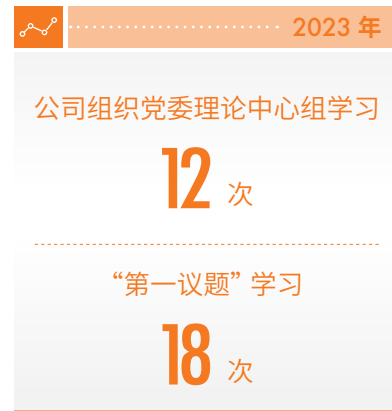 2023 年
公司组织党委理论中心组学习
12 次
“第一议题” 学习
18 次